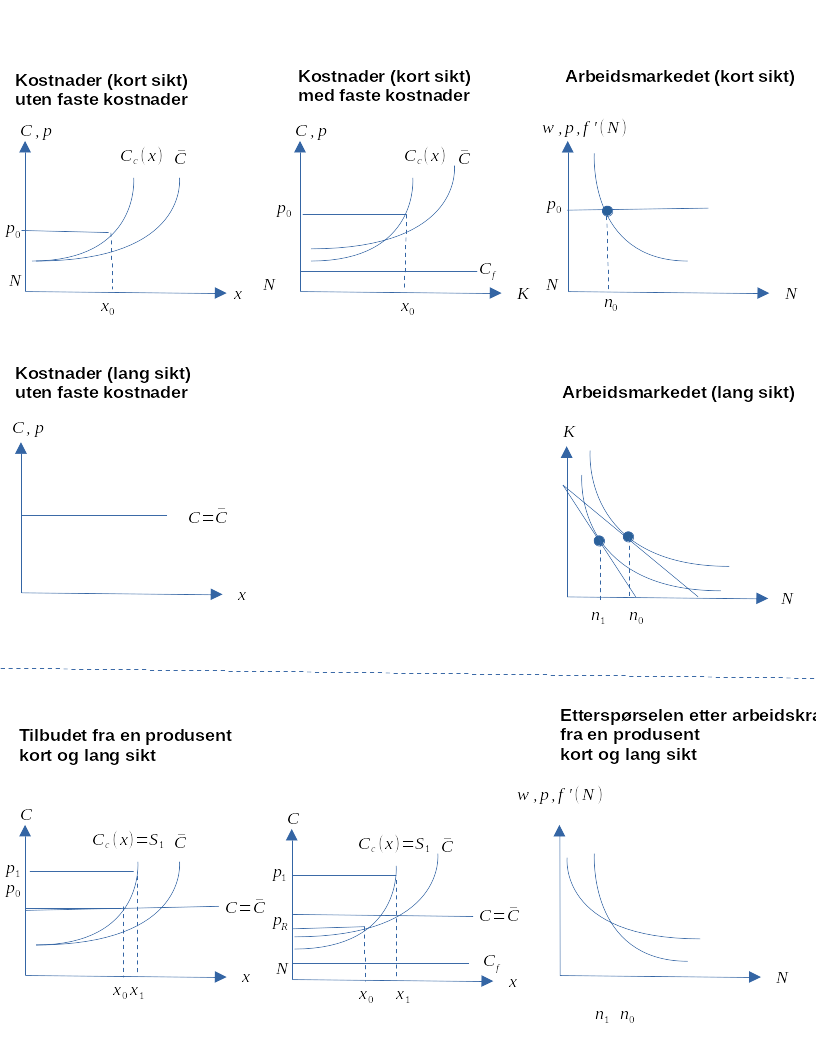 Kostnader (kort sikt)
uten faste kostnader
C , p
C_c(x) C̄
p_0
N
x
x_0
Kostnader (kort sikt)
med faste kostnader
C , p
C_c(x) C̄
p_0
C_f
N
K
x_0
Arbeidsmarkedet (kort sikt)
w , p , f '(N)
p_0
N
N
n_0
Kostnader (lang sikt)
uten faste kostnader
C , p
C=C̄
x
Arbeidsmarkedet (lang sikt)
K
N
n_1 n_0
Tilbudet fra en produsent
kort og lang sikt
C
C_c(x)=S_1 C̄
p_1
p_0
C=C̄
x
x_0 x_1
C
C_c(x)=S_1 C̄
p_1
C=C̄
p_R
N
C_f
x
x_0 x_1
Etterspørselen etter arbeidskra
fra en produsent
kort og lang sikt
w , p , f '(N)
N
n_1 n_0